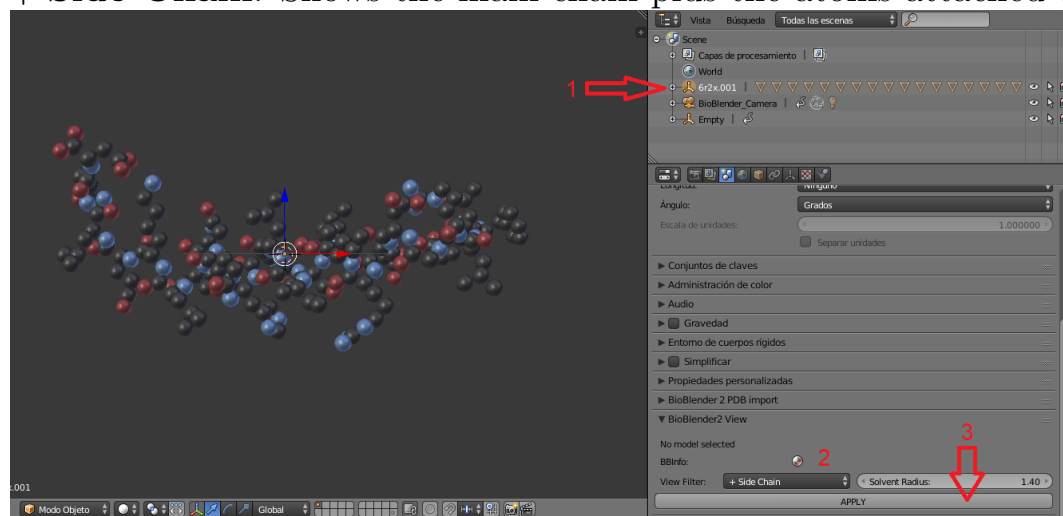 + Side Chain: Shows the main chain plus the atoms attached
Vista Búsqueda Todas las escenas
Scene
Capas de procesamiento
World
1
6r2x.001
BioBlender_Camera
Empty
Ninguno
Ángulo: Grados
Escala de unidades: 1.000000
Separar unidades
Conjuntos de claves
Administración de color
Audio
Gravedad
Entorno de cuerpos rígidos
Simplificar
Propiedades personalizadas
BioBlender 2 PDB import
BioBlender2 View
No model selected
3
BBInfo: 2
View Filter: + Side Chain Solvent Radius: 1.40
APPLY
.001
Modo Objeto Global